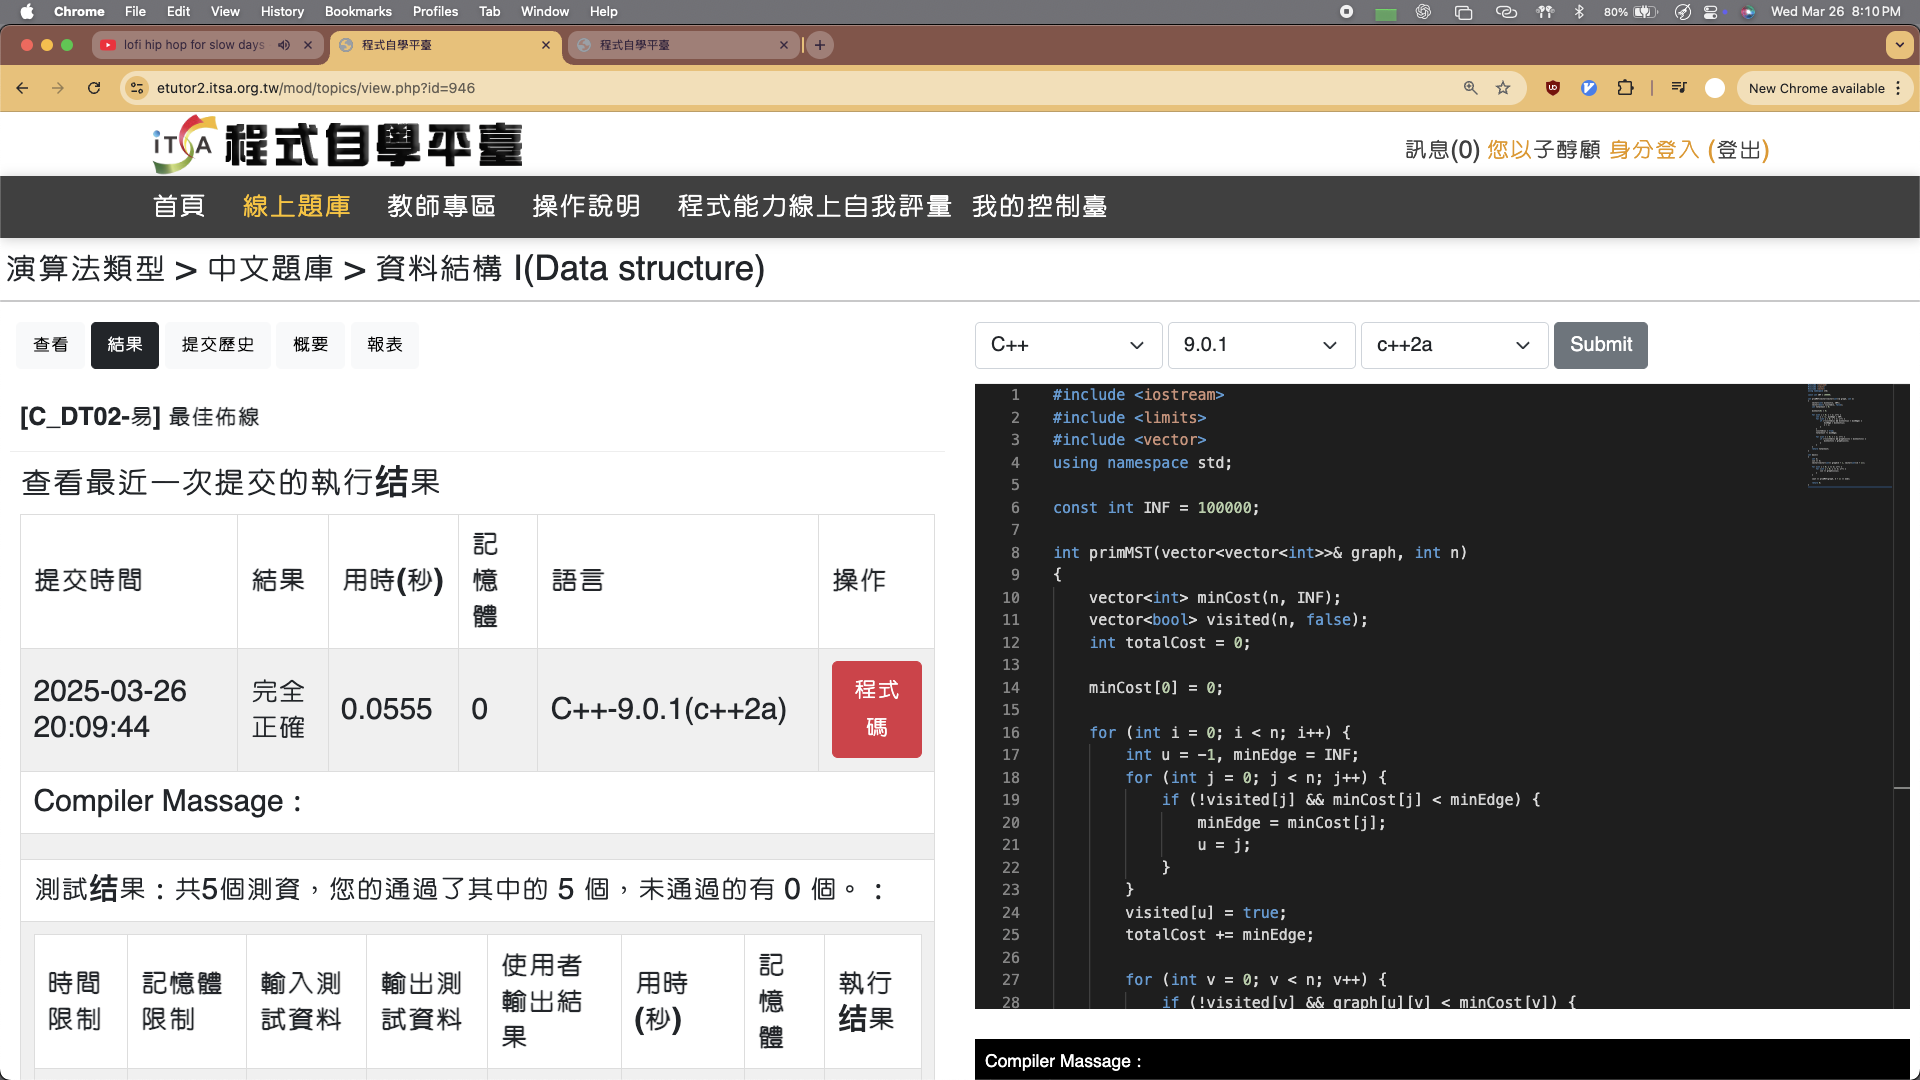 Chrome File Edit View History Bookmarks Profiles Tab Window Help 80% Wed Mar 26 8:10 PM
lofi hip hop for slow days 程式自學平臺 程式自學平臺
etutor2.itsa.org.tw/mod/topics/view.php?id=946 New Chrome available
iTSA 程式自學平臺
訊息(0) 您以子醇顧 身分登入 (登出)
首頁 線上題庫 教師專區 操作說明 程式能力線上自我評量 我的控制臺
演算法類型 > 中文題庫 > 資料結構 I(Data structure)
查看 結果 提交歷史 概要 報表
[C_DT02-易] 最佳佈線
查看最近一次提交的執行结果
提交時間 結果 用時(秒) 記憶體 語言 操作
2025-03-26 20:09:44 完全正確 0.0555 0 C++-9.0.1(c++2a) 程式碼
Compiler Massage :
測試结果：共5個測資，您的通過了其中的 5 個，未通過的有 0 個。：
時間限制 記憶體限制 輸入測試資料 輸出測試資料 使用者輸出結果 用時(秒) 記憶體 執行结果
C++ 9.0.1 c++2a Submit
1 #include <iostream>
2 #include <limits>
3 #include <vector>
4 using namespace std;
5
6 const int INF = 100000;
7
8 int primMST(vector<vector<int>>& graph, int n)
9 {
10 vector<int> minCost(n, INF);
11 vector<bool> visited(n, false);
12 int totalCost = 0;
13
14 minCost[0] = 0;
15
16 for (int i = 0; i < n; i++) {
17 int u = -1, minEdge = INF;
18 for (int j = 0; j < n; j++) {
19 if (!visited[j] && minCost[j] < minEdge) {
20 minEdge = minCost[j];
21 u = j;
22 }
23 }
24 visited[u] = true;
25 totalCost += minEdge;
26
27 for (int v = 0; v < n; v++) {
28 if (!visited[v] && graph[u][v] < minCost[v]) {
Compiler Massage :